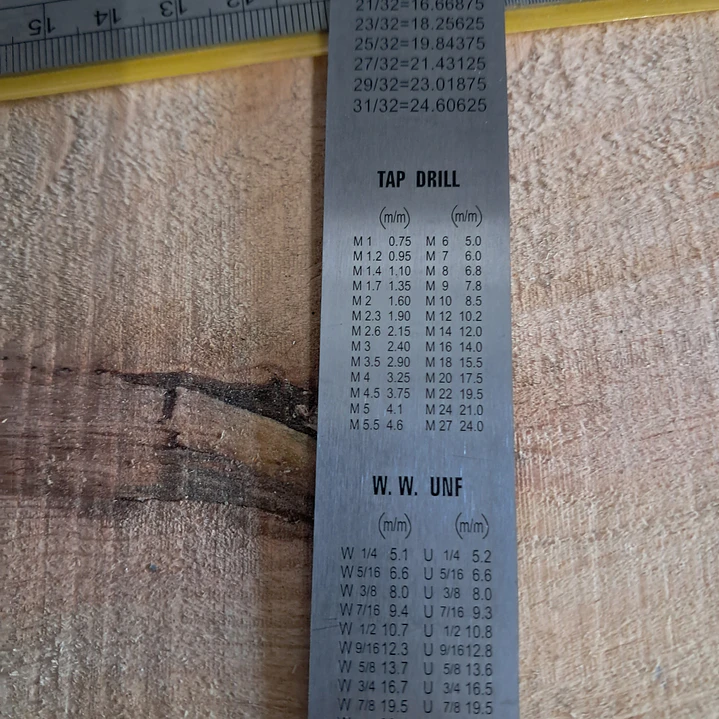 15 14 13 12
21/32=16.66875
23/32=18.25625
25/32=19.84375
27/32=21.43125
29/32=23.01875
31/32=24.60625
TAP DRILL
(m/m) (m/m)
M 1 0.75 M 6 5.0
M 1.2 0.95 M 7 6.0
M 1.4 1.10 M 8 6.8
M 1.7 1.35 M 9 7.8
M 2 1.60 M 10 8.5
M 2.3 1.90 M 12 10.2
M 2.6 2.15 M 14 12.0
M 3 2.40 M 16 14.0
M 3.5 2.90 M 18 15.5
M 4 3.25 M 20 17.5
M 4.5 3.75 M 22 19.5
M 5 4.1 M 24 21.0
M 5.5 4.6 M 27 24.0
W. W. UNF
(m/m) (m/m)
W 1/4 5.1 U 1/4 5.2
W 5/16 6.6 U 5/16 6.6
W 3/8 8.0 U 3/8 8.0
W 7/16 9.4 U 7/16 9.3
W 1/2 10.7 U 1/2 10.8
W 9/16 12.3 U 9/16 12.8
W 5/8 13.7 U 5/8 13.6
W 3/4 16.7 U 3/4 16.5
W 7/8 19.5 U 7/8 19.5